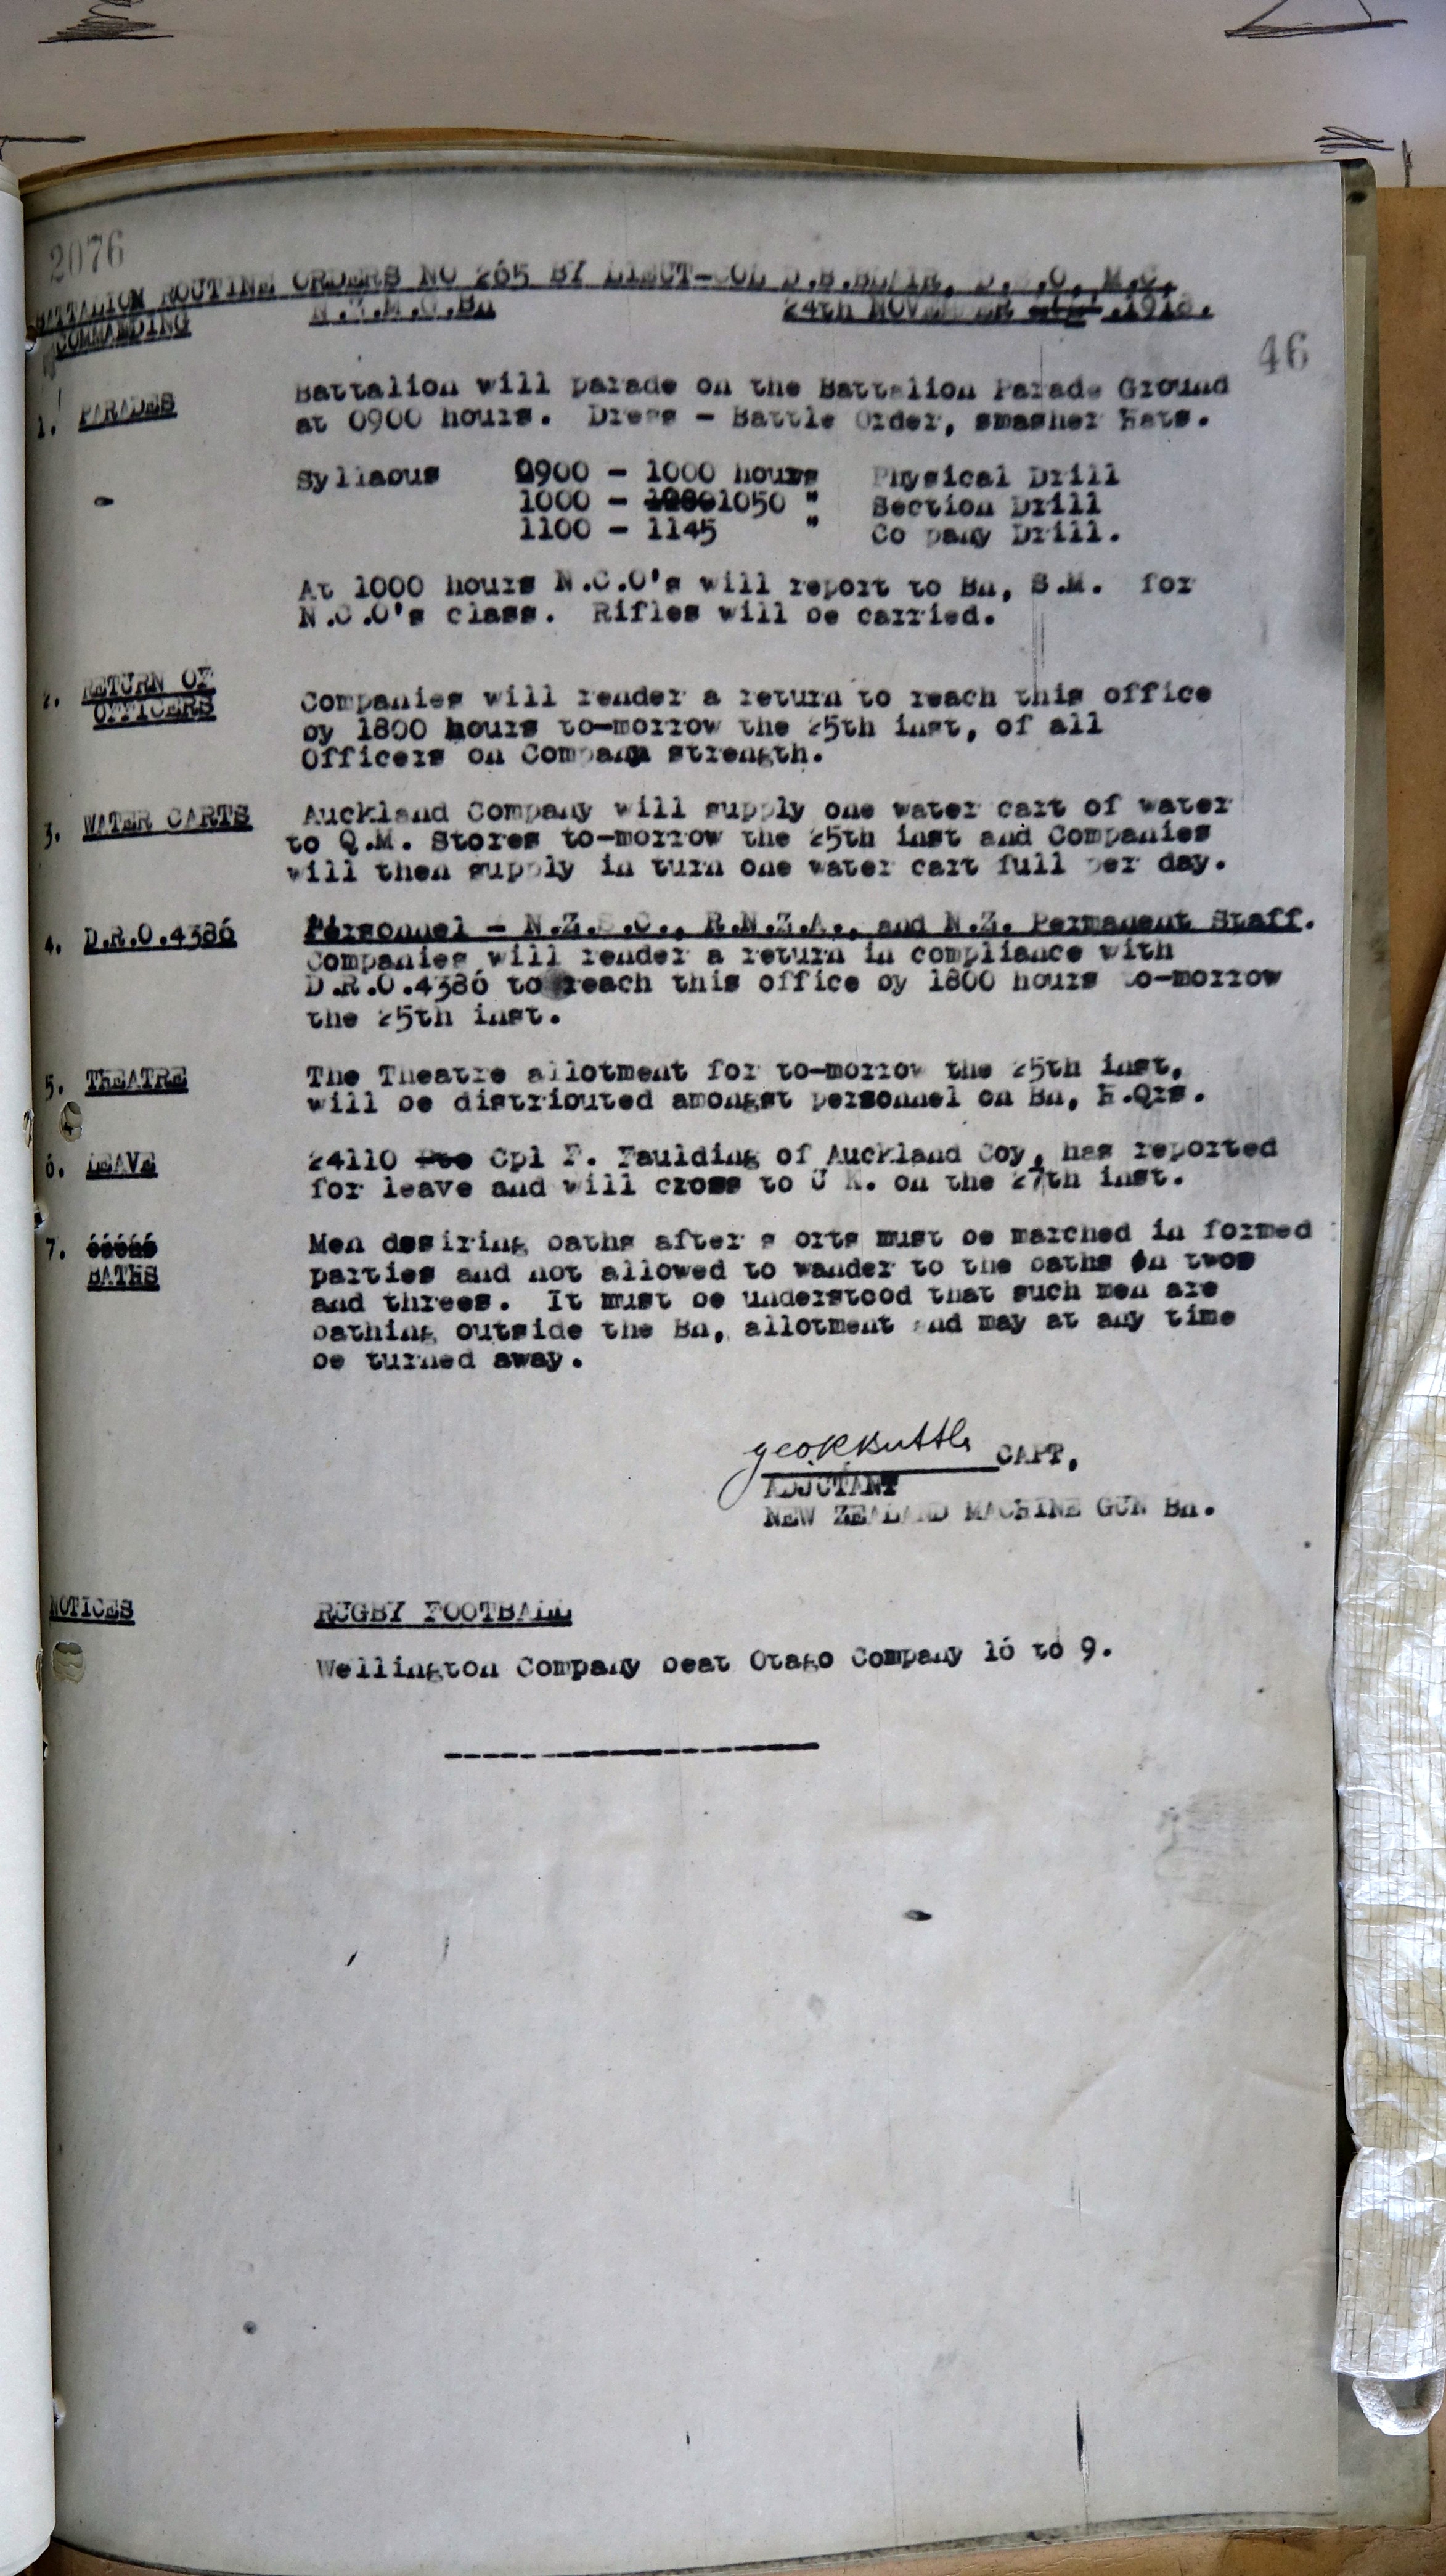 2076
BATTALION ROUTINE ORDERS NO 265 BY LIEUT-COL D.B.BLAIR, D.S.O, M.C,
COMMANDING N.Z.M.G.Bn 24th NOVEMBER .1918.
46
1. PARADES Battalion will parade on the Battalion Parade Ground
at 0900 hours. Dress - Battle Order, smasher Hats.
Syllabus 0900 - 1000 hours Physical Drill
1000 - 1050 " Section Drill
1100 - 1145 " Co pany Drill.
At 1000 hours N.C.O's will report to Bn, S.M. for
N.C.O's class. Rifles will be carried.
2. RETURN OF OFFICERS Companies will render a return to reach this office
by 1800 hours to-morrow the 25th inst, of all
Officers on Company strength.
3. WATER CARTS Auckland Company will supply one water cart of water
to Q.M. Stores to-morrow the 25th inst and Companies
will then supply in turn one water cart full per day.
4. D.R.O.4386 Personnel - N.Z.S.C., R.N.Z.A., and N.Z. Permanent Staff.
Companies will render a return in compliance with
D.R.O.4386 to reach this office by 1800 hours to-morrow
the 25th inst.
5. THEATRE The Theatre allotment for to-morrow the 25th inst,
will be distributed amongst personnel on Bn, H.Qrs.
6. LEAVE 24110 Pte Cpl F. Faulding of Auckland Coy, has reported
for leave and will cross to U K. on the 27th inst.
7. BATHS Men desiring baths after s orts must be marched in formed
parties and not allowed to wander to the baths in twos
and threes. It must be understood that such men are
bathing outside the Bn, allotment and may at any time
be turned away.
Geo K Kuttle CAPT,
ADJUTANT
NEW ZEALAND MACHINE GUN Bn.
NOTICES RUGBY FOOTBALL
Wellington Company beat Otago Company 16 to 9.